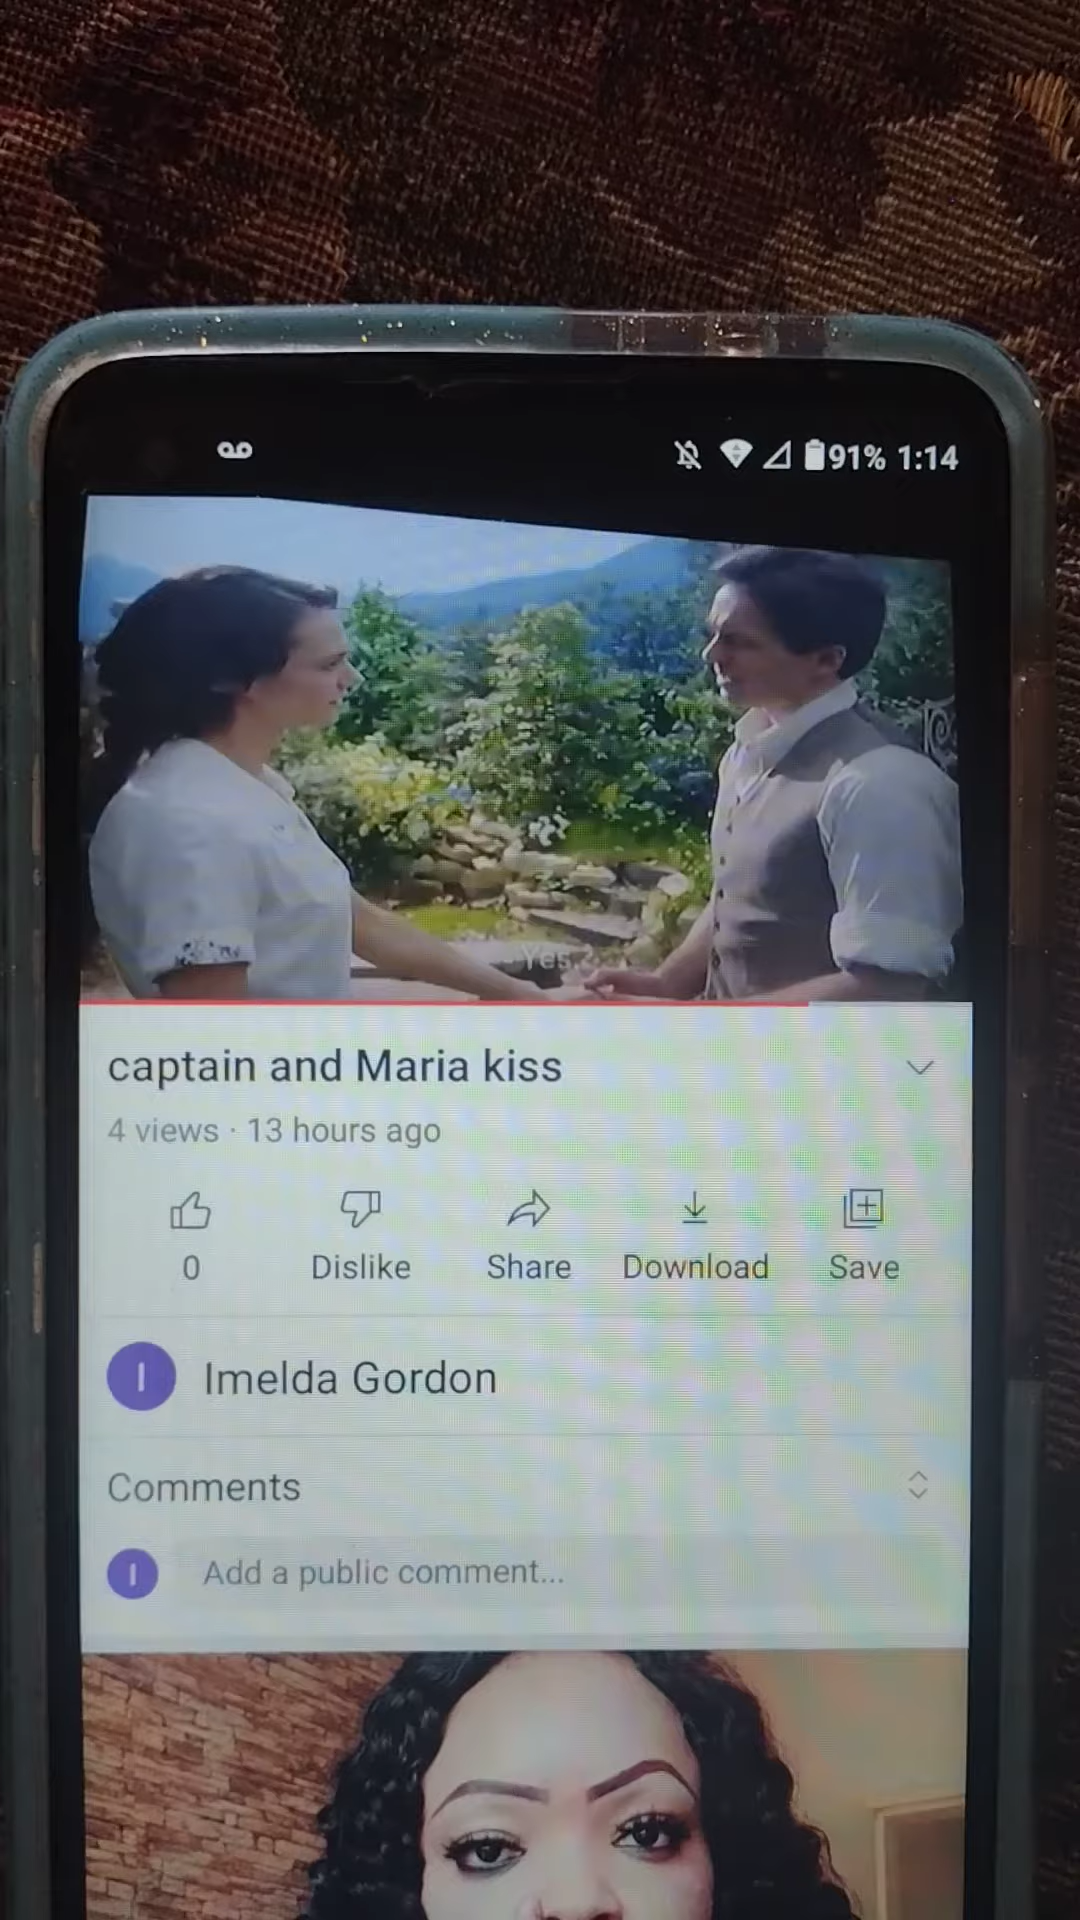 91% 1:14
Yes.
captain and Maria kiss
4 views · 13 hours ago
0 Dislike Share Download Save
I Imelda Gordon
Comments
I Add a public comment...